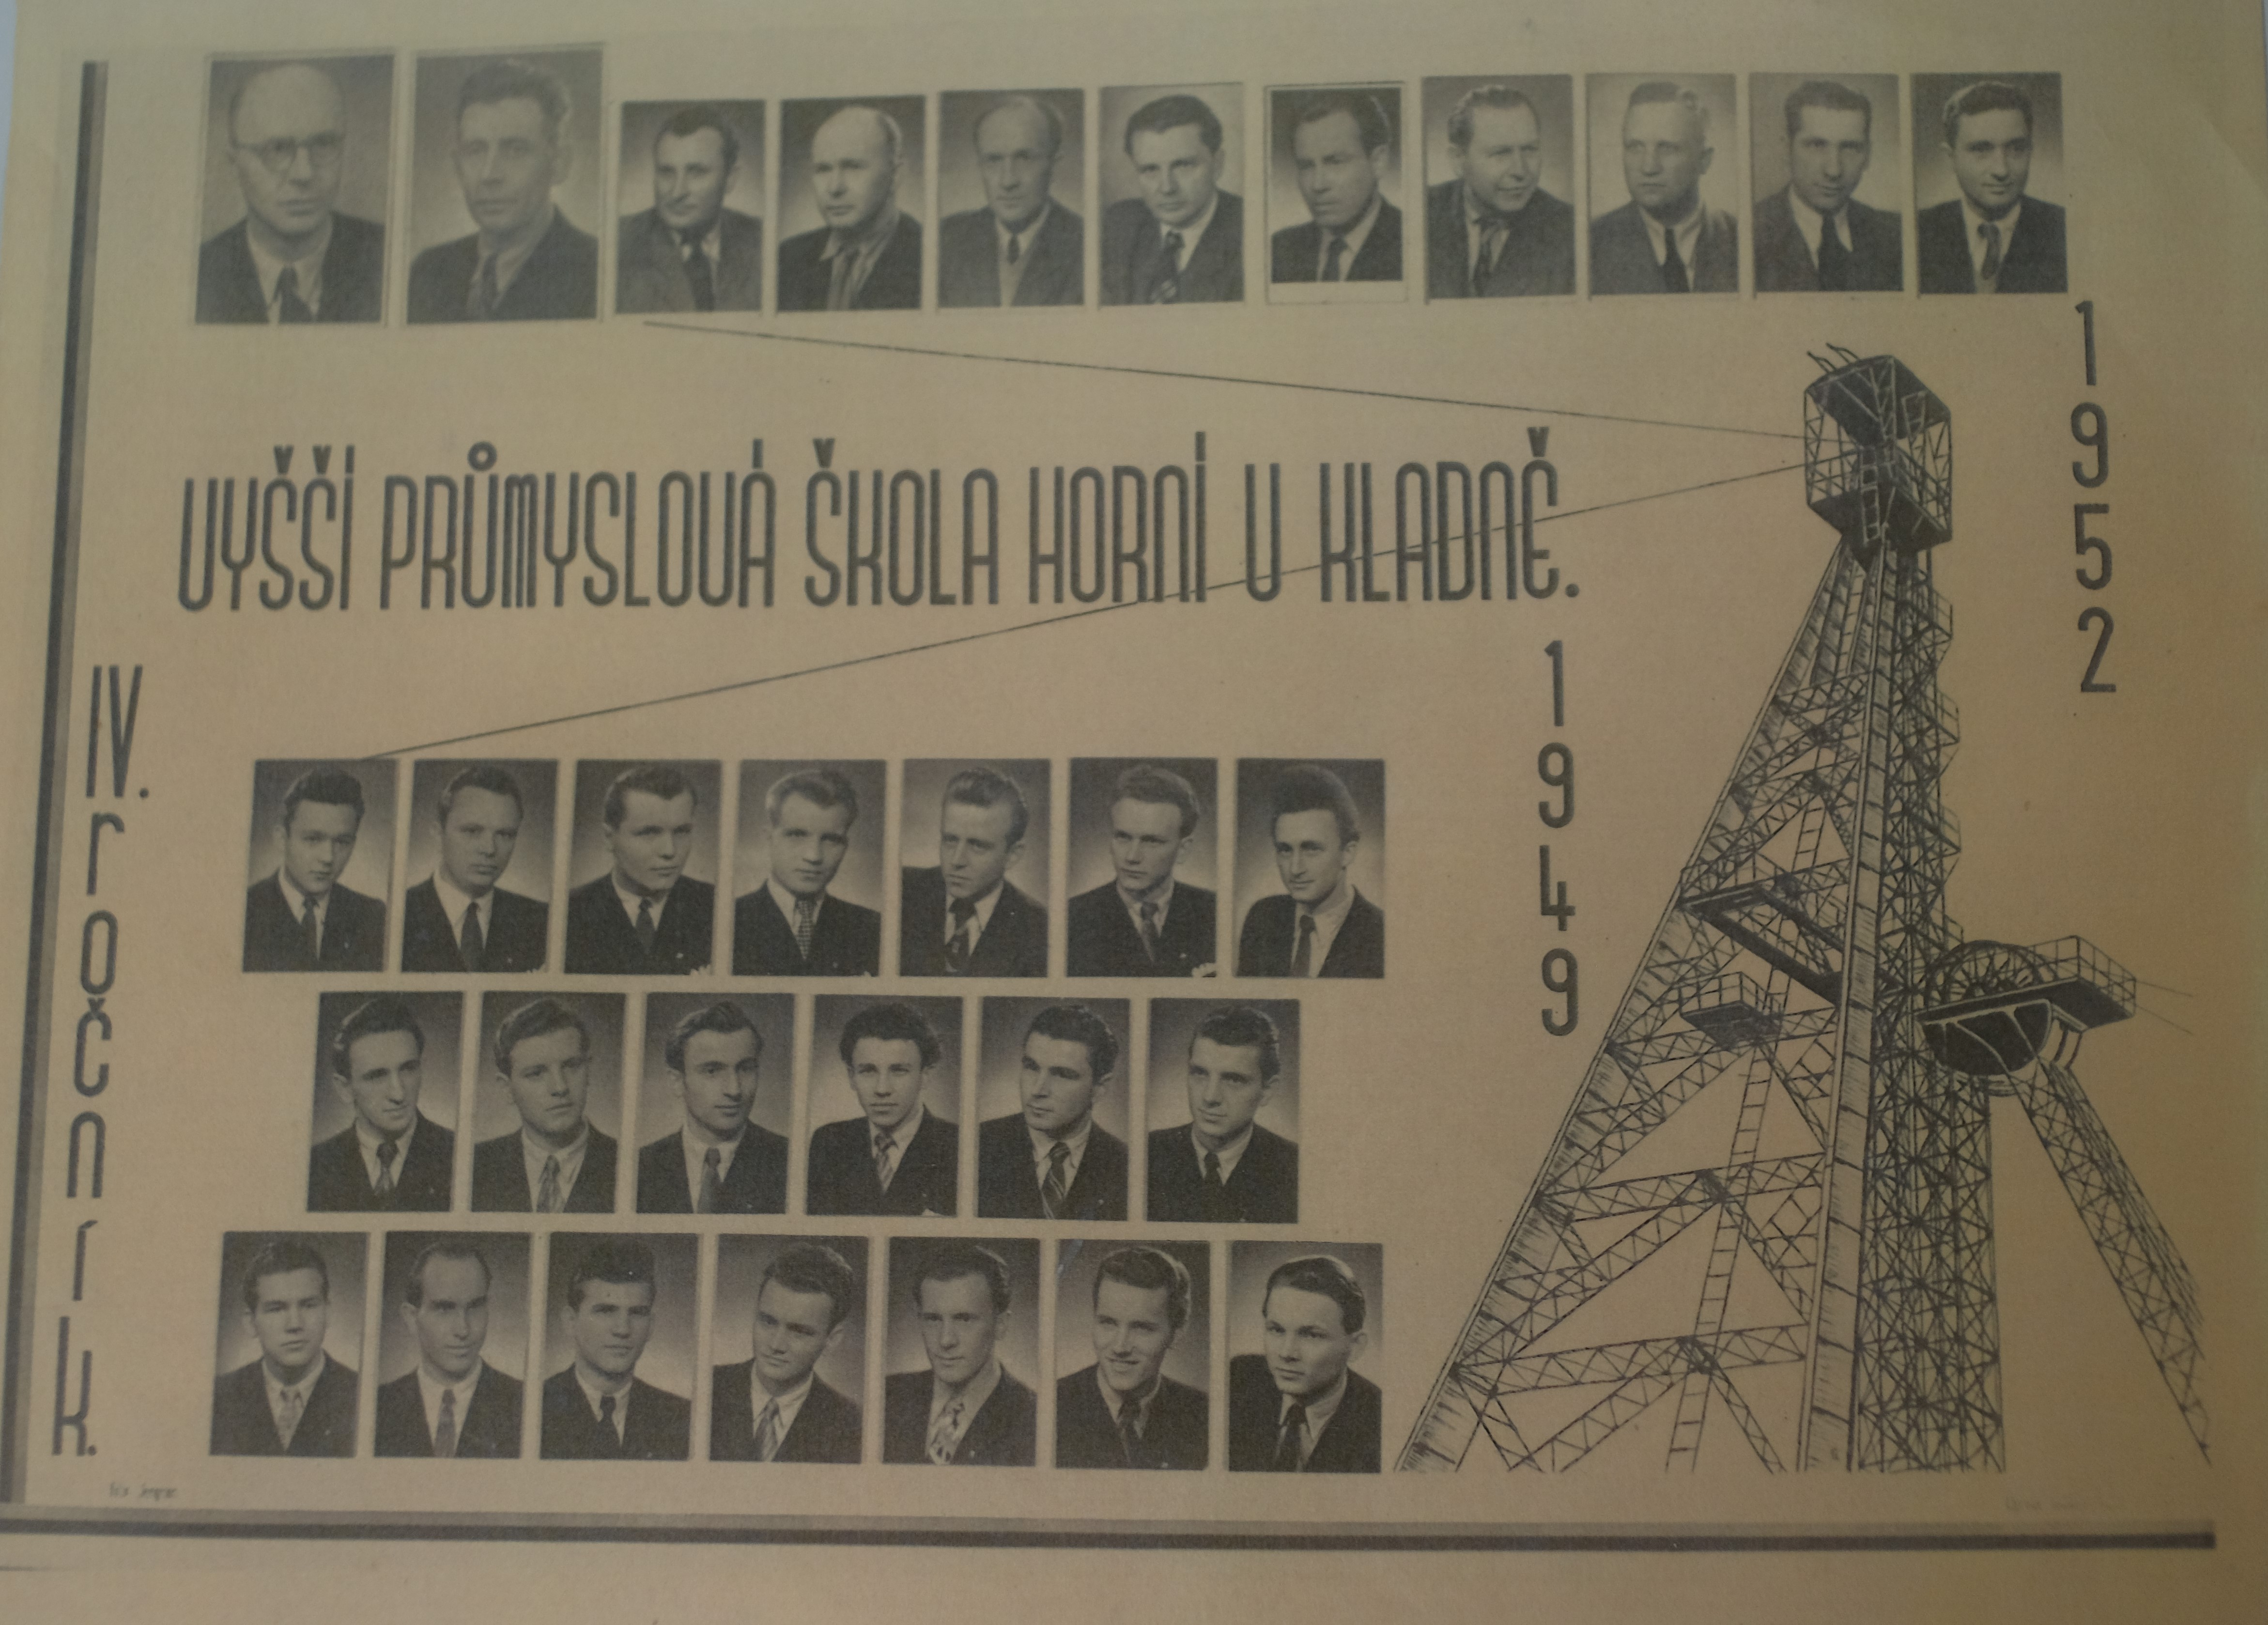 VYŠŠÍ PRŮMYSLOVÁ ŠKOLA HORNÍ V KLADNĚ.
1949
1952
IV. ročník.